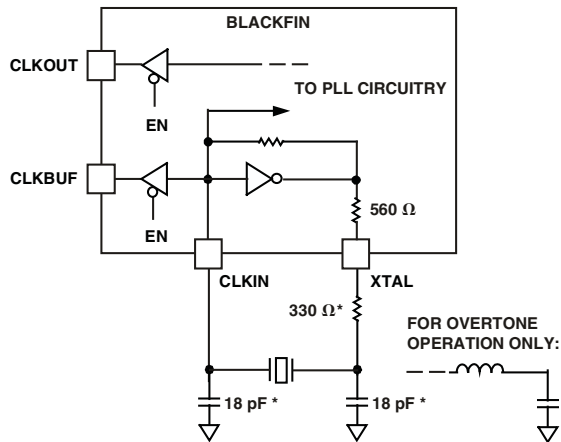 BLACKFIN
CLKOUT
TO PLL CIRCUITRY
EN
CLKBUF
EN
560 Ω
CLKIN
XTAL
330 Ω*
FOR OVERTONE
OPERATION ONLY:
18 pF *
18 pF *